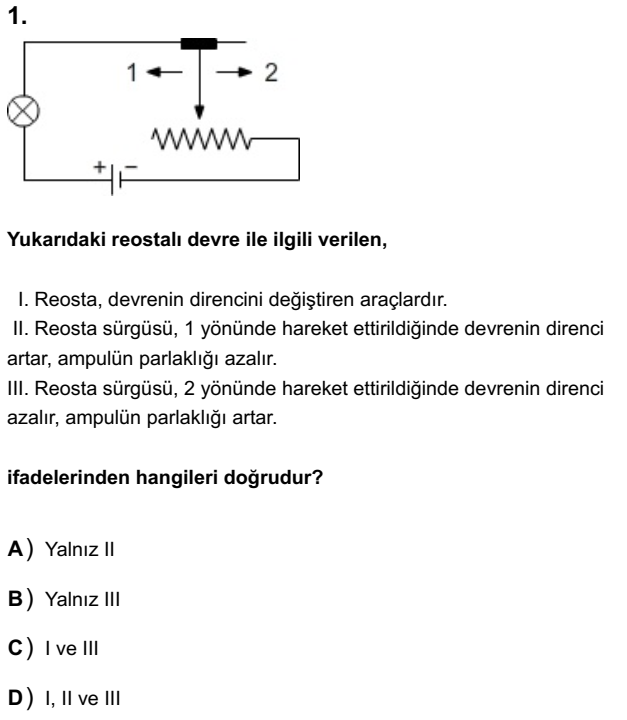 1.
1 2
+ −
Yukarıdaki reostalı devre ile ilgili verilen,
I. Reosta, devrenin direncini değiştiren araçlardır.
II. Reosta sürgüsü, 1 yönünde hareket ettirildiğinde devrenin direnci
artar, ampulün parlaklığı azalır.
III. Reosta sürgüsü, 2 yönünde hareket ettirildiğinde devrenin direnci
azalır, ampulün parlaklığı artar.
ifadelerinden hangileri doğrudur?
A) Yalnız II
B) Yalnız III
C) I ve III
D) I, II ve III